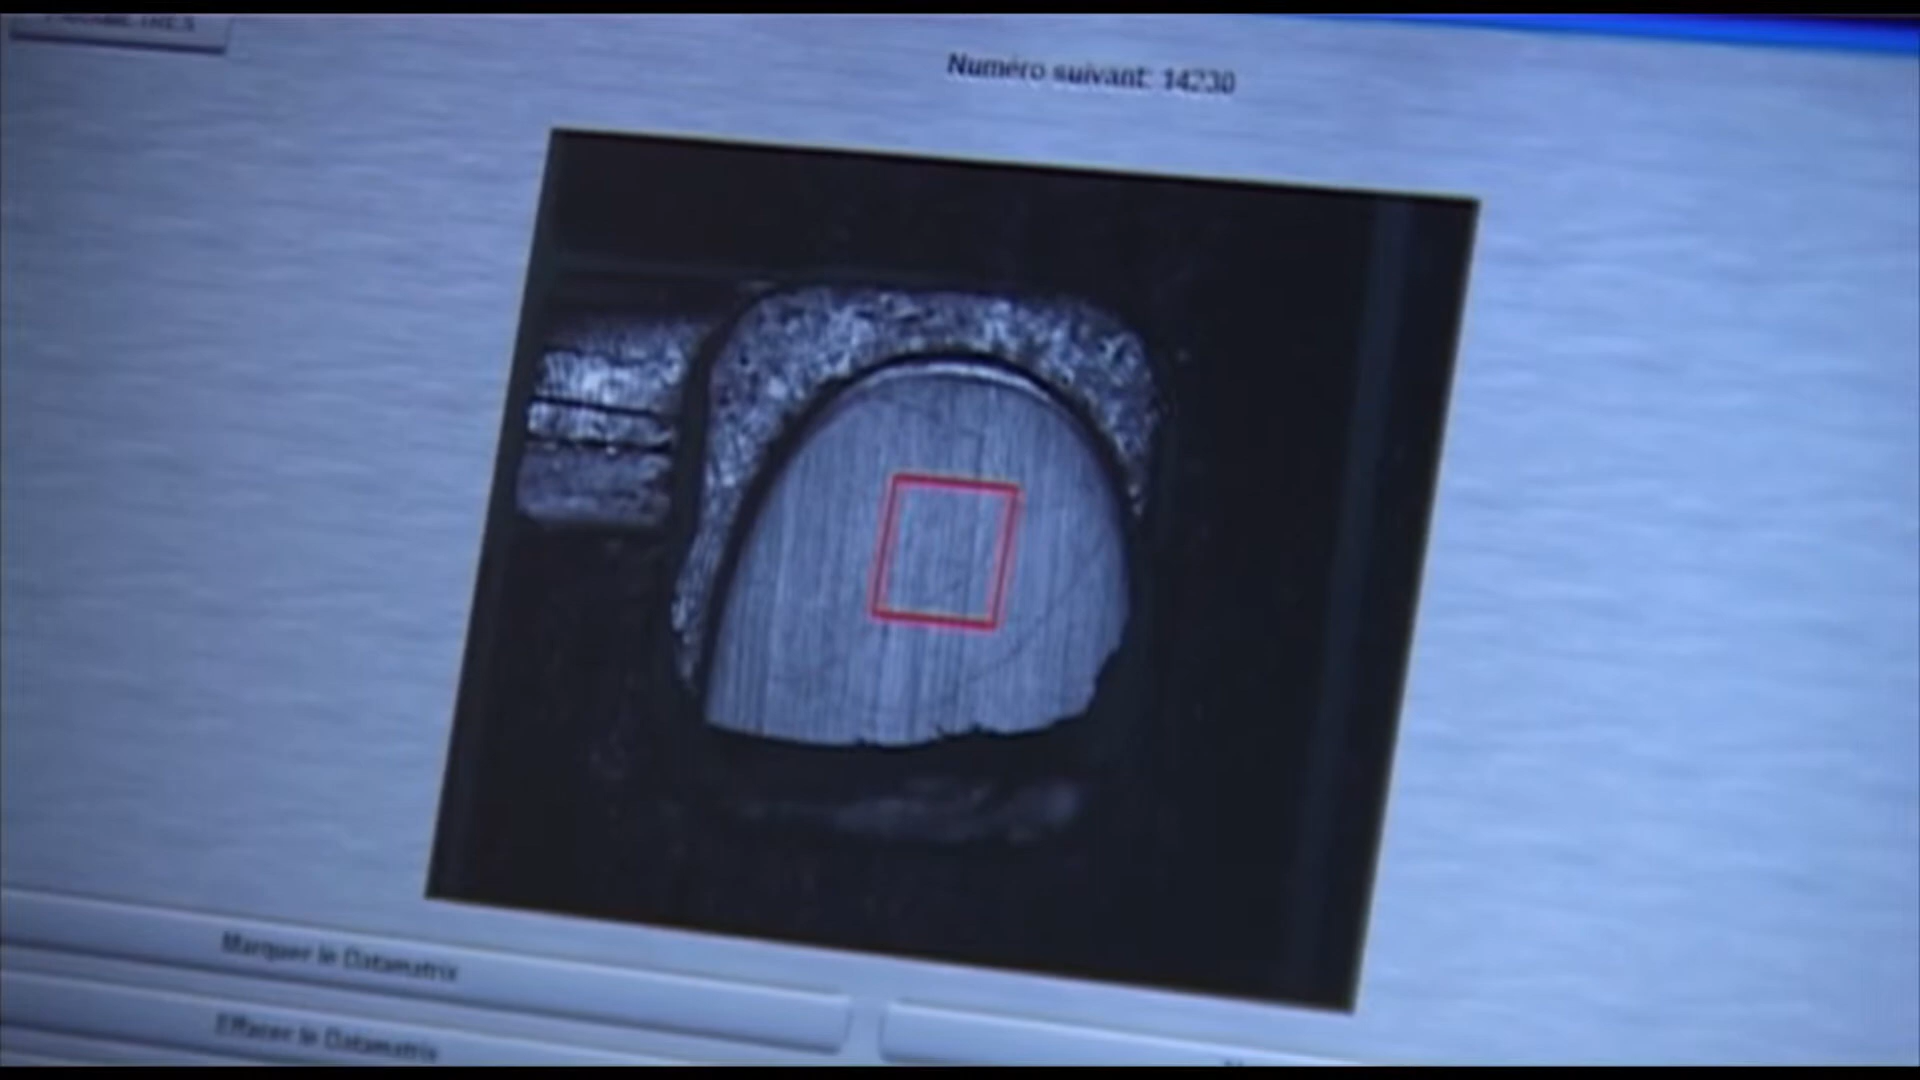 Numéro suivant: 14230
Marquer le Datamatrix
Effacer le Datamatrix